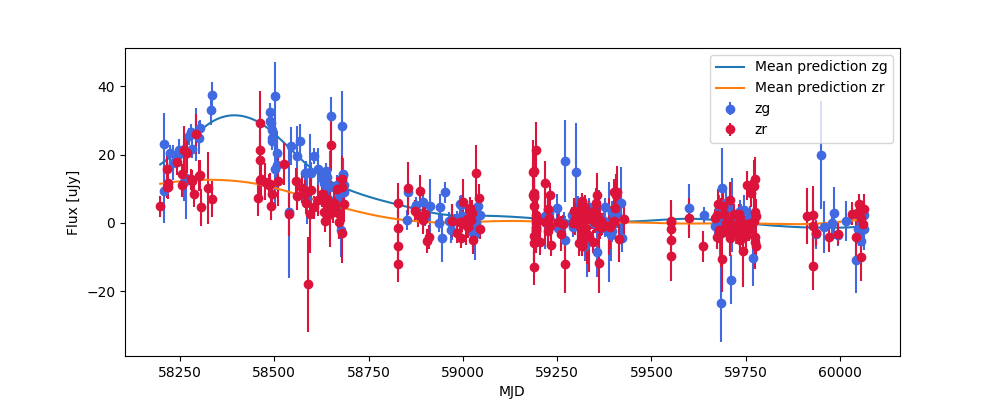 Mean prediction zg
Mean prediction zr
zg
zr
Flux [uJy]
40
20
0
−20
58250
58500
58750
59000
59250
59500
59750
60000
MJD